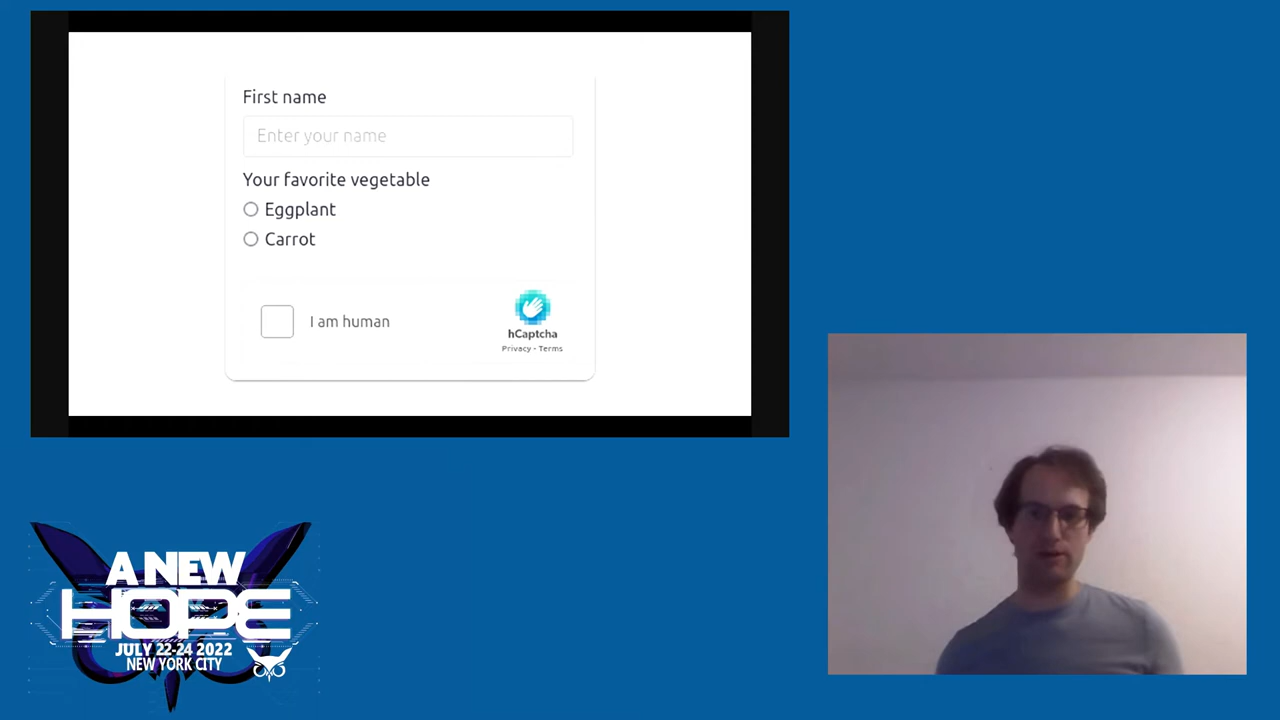 First name
Enter your name
Your favorite vegetable
Eggplant
Carrot
I am human
hCaptcha
Privacy - Terms
A NEW
HOPE
JULY 22-24 2022
NEW YORK CITY